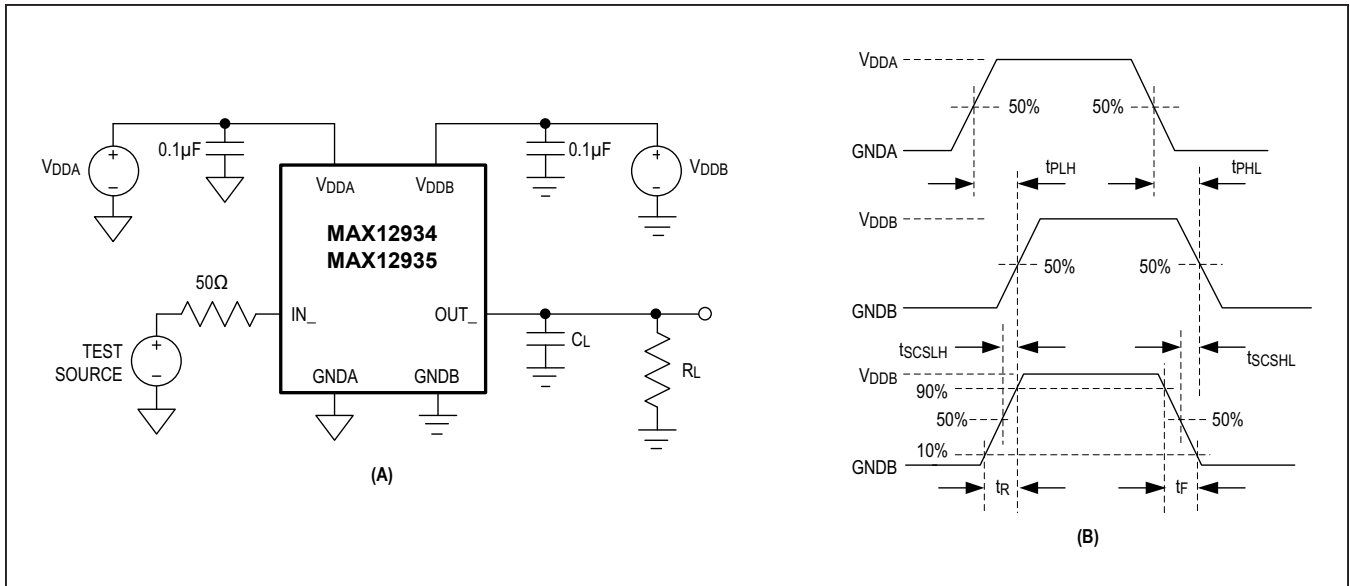 VDDA
0.1µF
0.1µF
VDDB
VDDA
VDDB
MAX12934
MAX12935
50Ω
IN_
OUT_
TEST
SOURCE
CL
RL
GNDA
GNDB
(A)
VDDA
50%
50%
GNDA
tPLH
tPHL
VDDB
50%
50%
GNDB
tSCSLH
tSCSHL
VDDB
90%
50%
50%
10%
GNDB
tR
tF
(B)